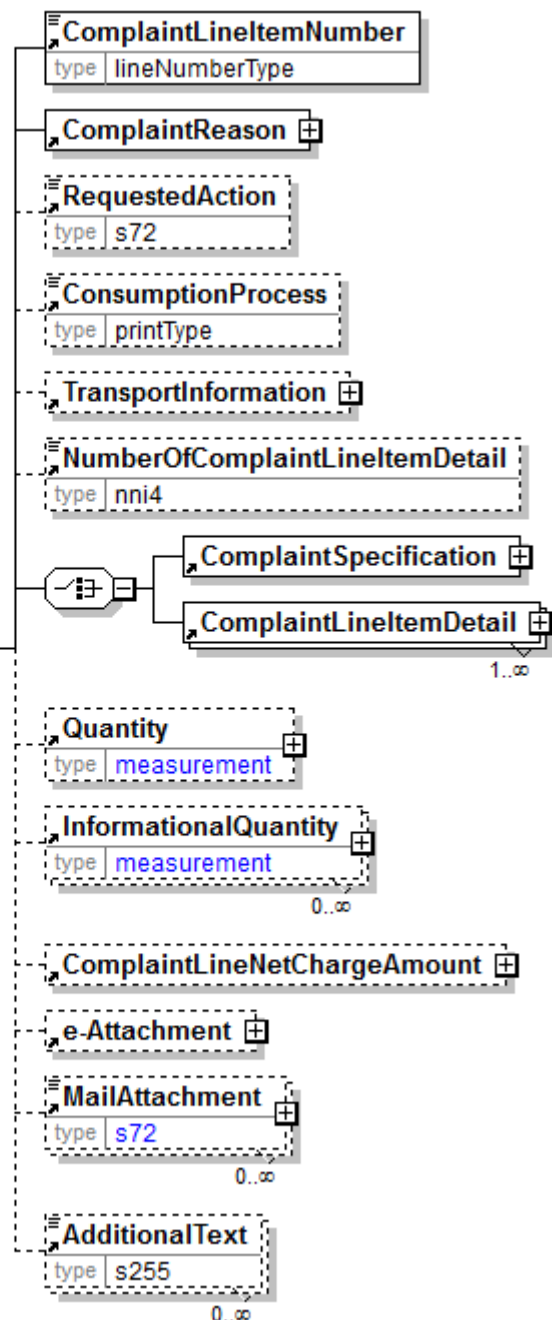 ComplaintLineItemNumber
type lineNumberType
ComplaintReason
RequestedAction
type s72
ConsumptionProcess
type printType
TransportInformation
NumberOfComplaintLineItemDetail
type nni4
ComplaintSpecification
ComplaintLineItemDetail
1..∞
Quantity
type measurement
InformationalQuantity
type measurement
0..∞
ComplaintLineNetChargeAmount
e-Attachment
MailAttachment
type s72
0..∞
AdditionalText
type s255
0..∞